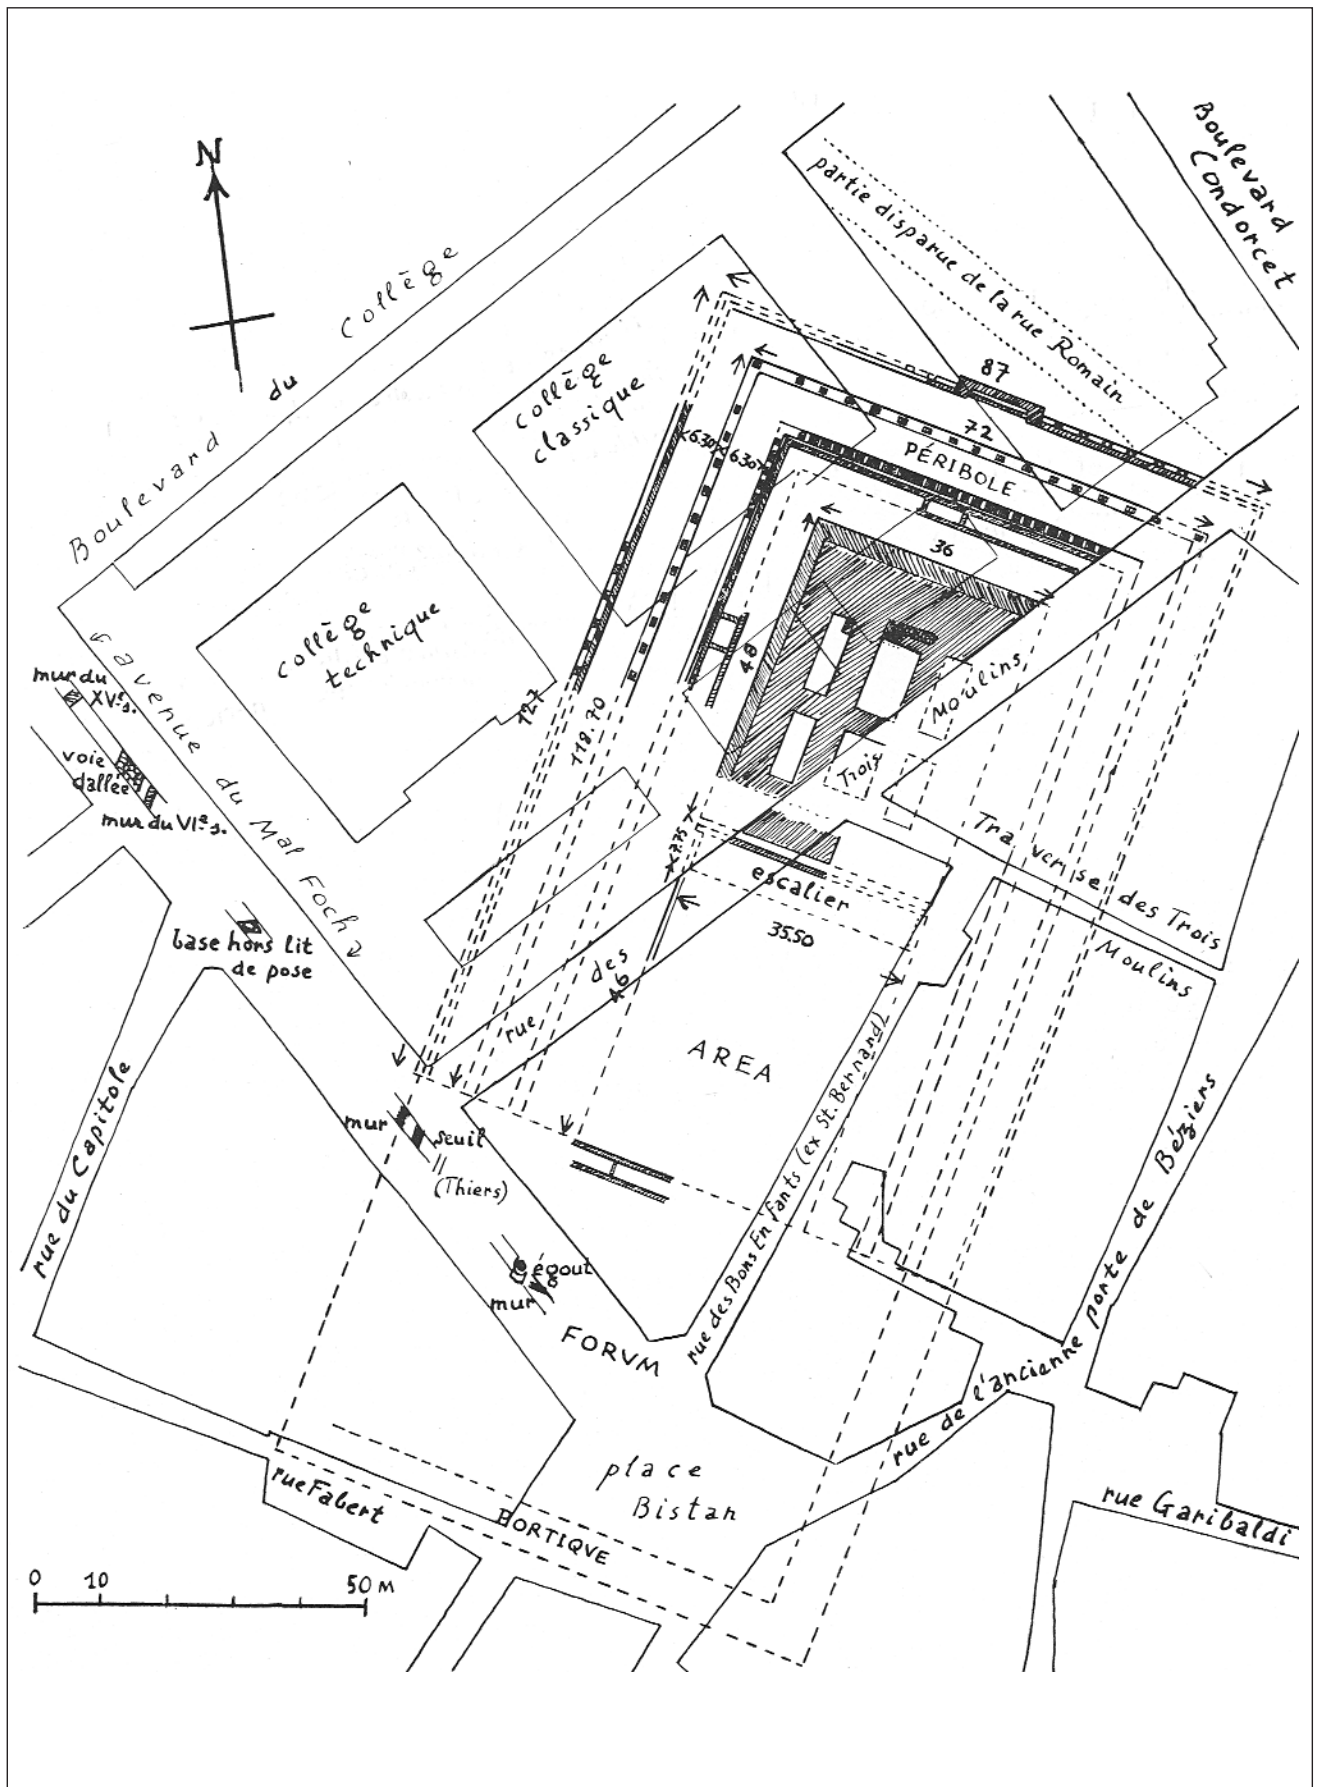 N
Boulevard
du
Collège
Boulevard
Condorcet
partie disparue de la rue Romain
collège
classique
87
72
PÉRIBOLE
<6.30×6.30>
36
48
collège
technique
127
118.70
Moulins
Trois
mur du
XVe s.
voie
dallée
mur du VIe s.
avenue du Mal Foch
base hors lit
de pose
7.75
escalier
35.50
Traverse des Trois
Moulins
des
46
rue
AREA
rue du Capitole
mur
seuil
(Thiers)
égout
mur
FORVM
rue des Bons Enfants (ex St. Bernard)
rue de l'ancienne porte de Béziers
place
Bistan
rue Fabert
PORTIQVE
rue Garibaldi
0 10 50 M